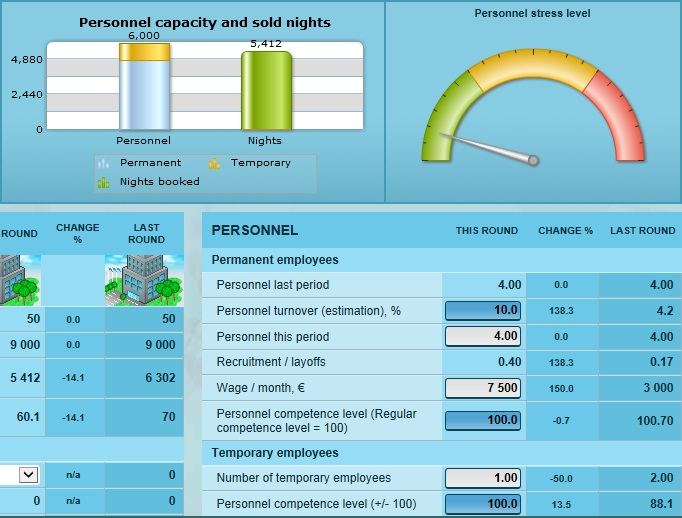 Personnel capacity and sold nights
6,000
5,412
4,880
2,440
0
Personnel
Nights
Permanent
Temporary
Nights booked
Personnel stress level
ROUND
CHANGE
%
LAST
ROUND
50
0.0
50
9 000
0.0
9 000
5 412
-14.1
6 302
60.1
-14.1
70
n/a
0
0
n/a
0
PERSONNEL
THIS ROUND
CHANGE %
LAST ROUND
Permanent employees
Personnel last period
4.00
0.0
4.00
Personnel turnover (estimation), %
10.0
138.3
4.2
Personnel this period
4.00
0.0
4.00
Recruitment / layoffs
0.40
138.3
0.17
Wage / month, €
7 500
150.0
3 000
Personnel competence level (Regular
competence level = 100)
100.0
-0.7
100.70
Temporary employees
Number of temporary employees
1.00
-50.0
2.00
Personnel competence level (+/- 100)
100.0
13.5
88.1